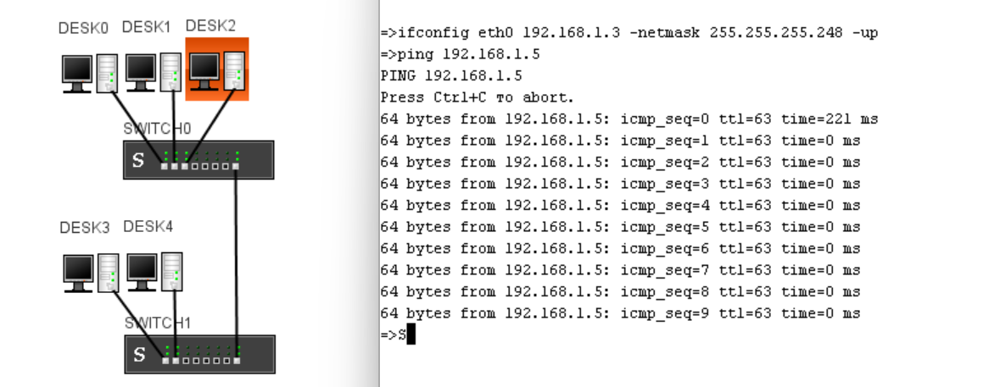 DESK0 DESK1 DESK2
SWITCH0
S
DESK3 DESK4
SWITCH1
S
=>ifconfig eth0 192.168.1.3 -netmask 255.255.255.248 -up
=>ping 192.168.1.5
PING 192.168.1.5
Press Ctrl+C то abort.
64 bytes from 192.168.1.5: icmp_seq=0 ttl=63 time=221 ms
64 bytes from 192.168.1.5: icmp_seq=1 ttl=63 time=0 ms
64 bytes from 192.168.1.5: icmp_seq=2 ttl=63 time=0 ms
64 bytes from 192.168.1.5: icmp_seq=3 ttl=63 time=0 ms
64 bytes from 192.168.1.5: icmp_seq=4 ttl=63 time=0 ms
64 bytes from 192.168.1.5: icmp_seq=5 ttl=63 time=0 ms
64 bytes from 192.168.1.5: icmp_seq=6 ttl=63 time=0 ms
64 bytes from 192.168.1.5: icmp_seq=7 ttl=63 time=0 ms
64 bytes from 192.168.1.5: icmp_seq=8 ttl=63 time=0 ms
64 bytes from 192.168.1.5: icmp_seq=9 ttl=63 time=0 ms
=>S